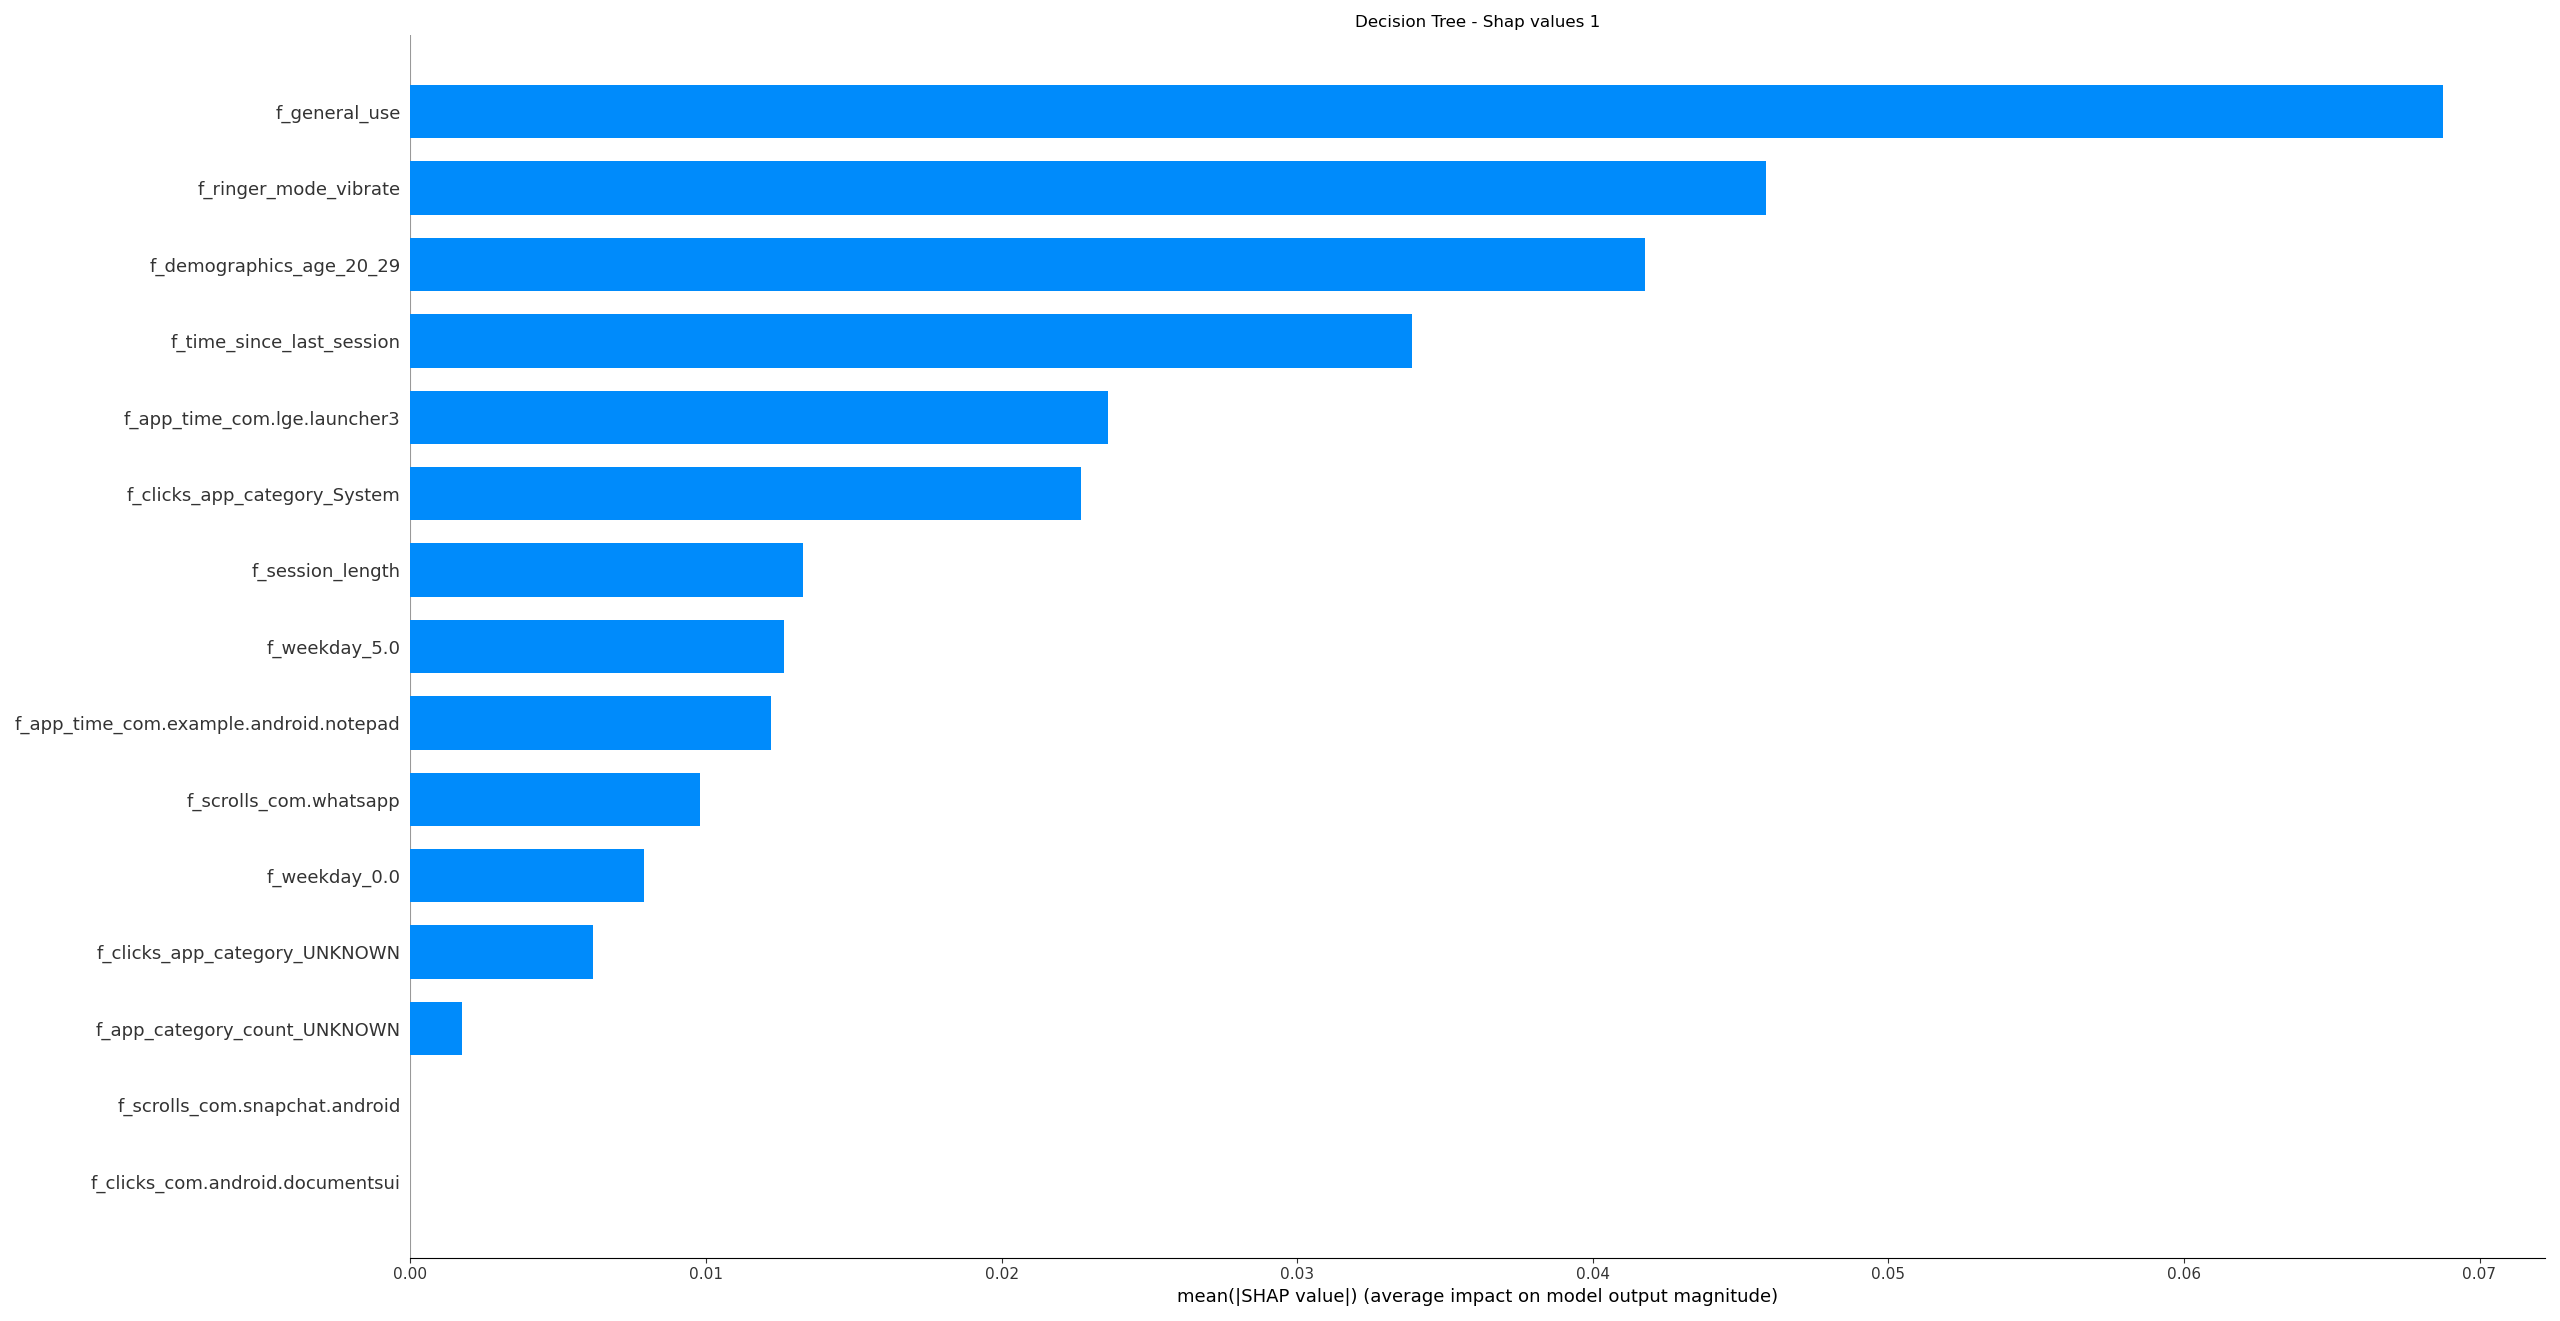 Decision Tree - Shap values 1
f_general_use
f_ringer_mode_vibrate
f_demographics_age_20_29
f_time_since_last_session
f_app_time_com.lge.launcher3
f_clicks_app_category_System
f_session_length
f_weekday_5.0
f_app_time_com.example.android.notepad
f_scrolls_com.whatsapp
f_weekday_0.0
f_clicks_app_category_UNKNOWN
f_app_category_count_UNKNOWN
f_scrolls_com.snapchat.android
f_clicks_com.android.documentsui
0.00 0.01 0.02 0.03 0.04 0.05 0.06 0.07
mean(|SHAP value|) (average impact on model output magnitude)